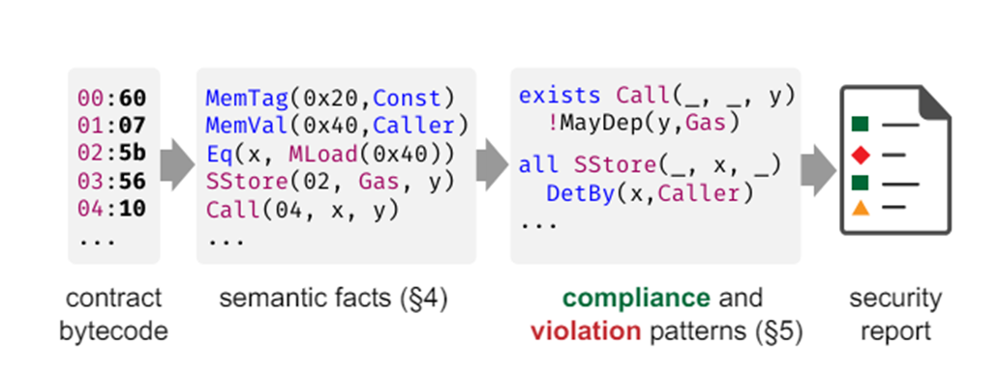 00:60
01:07
02:5b
03:56
04:10
...
contract
bytecode
MemTag(0x20,Const)
MemVal(0x40,Caller)
Eq(x, MLoad(0x40))
SStore(02, Gas, y)
Call(04, x, y)
...
semantic facts (§4)
exists Call(_, _, y)
!MayDep(y,Gas)
all SStore(_, x, _)
DetBy(x,Caller)
...
compliance and
violation patterns (§5)
security
report